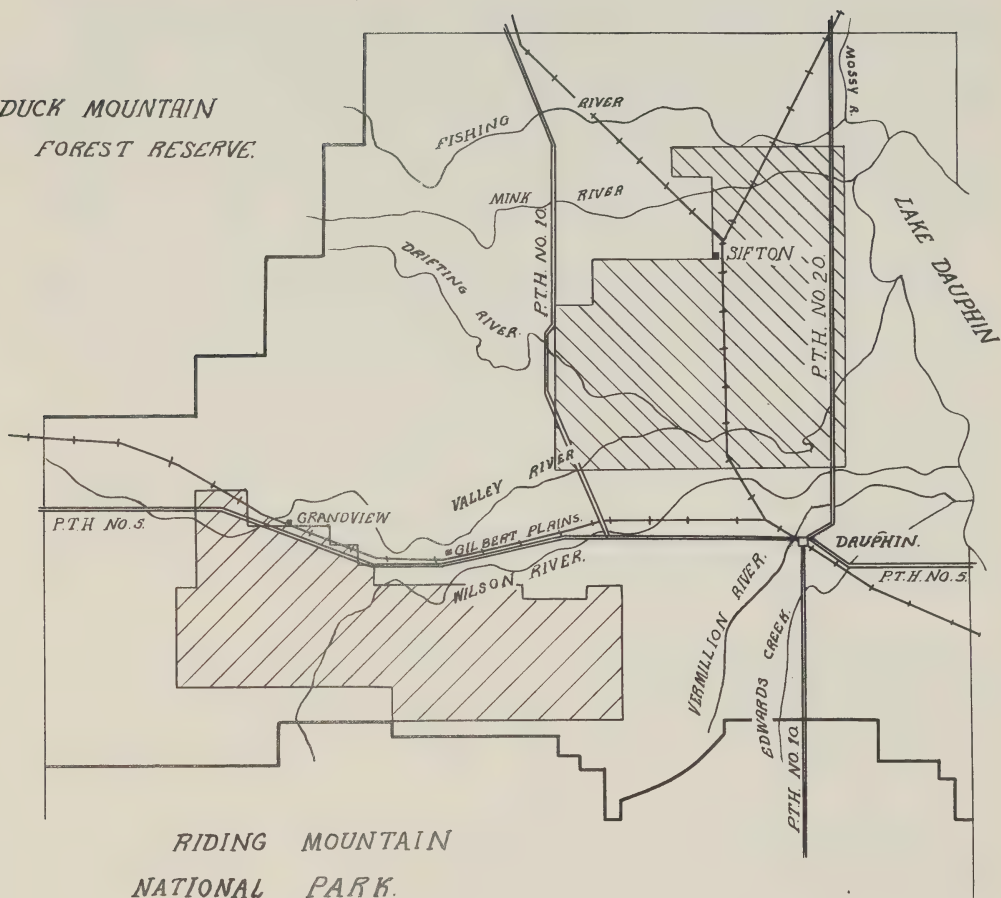 DUCK MOUNTAIN
FOREST RESERVE.
MOSSY R.
FISHING RIVER
MINK RIVER
LAKE DAUPHIN
DRIFTING RIVER.
P.T.H. NO. 10.
SIFTON
P.T.H. NO. 20.
VALLEY RIVER
P.T.H NO. 5.
GRANDVIEW
GILBERT PLAINS.
WILSON RIVER.
DAUPHIN.
P.T.H. NO. 5
VERMILLION RIVER.
EDWARDS CREEK.
P.T.H. NO. 10.
RIDING MOUNTAIN
NATIONAL PARK.